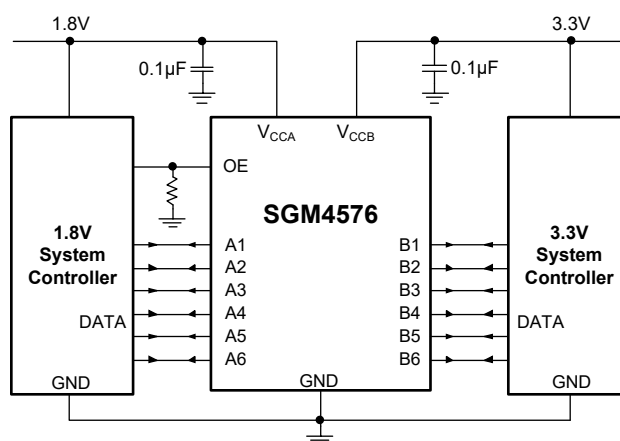 1.8V
3.3V
0.1µF
0.1µF
VCCA
VCCB
OE
SGM4576
1.8V
System
Controller
3.3V
System
Controller
A1
B1
A2
B2
A3
B3
DATA
A4
B4
DATA
A5
B5
A6
B6
GND
GND
GND